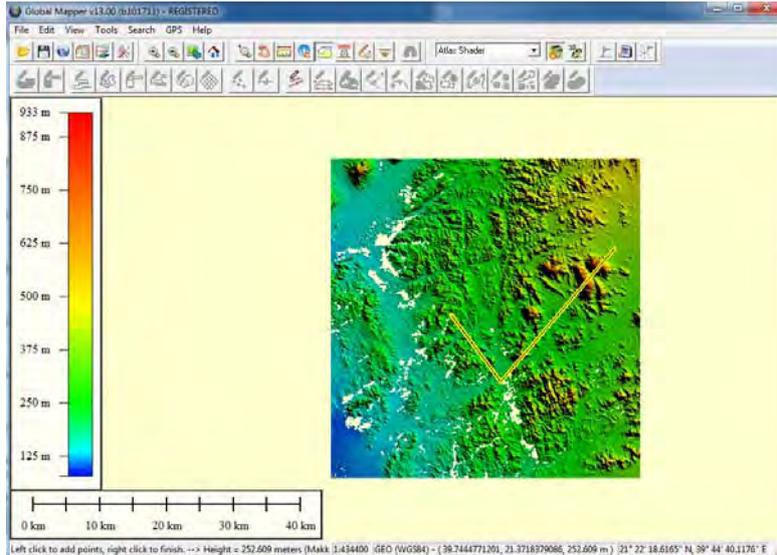 Global Mapper v13.00 (b101711) - REGISTERED
File Edit View Tools Search GPS Help
Atlas Shader
933 m
875 m
750 m
625 m
500 m
375 m
250 m
125 m
0 km 10 km 20 km 30 km 40 km
Left click to add points, right click to finish. --> Height = 252.609 meters (Makk 1:434400 GEO (WGS84) - ( 39.7444771201, 21.3718379086, 252.609 m ) 21° 22' 18.6165" N, 39° 44' 40.1176" E